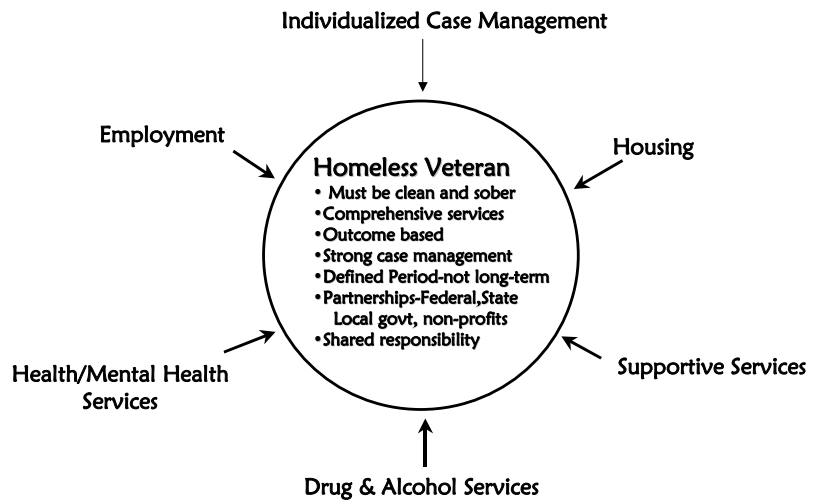 Individualized Case Management
Employment
Housing
Homeless Veteran
• Must be clean and sober
•Comprehensive services
•Outcome based
•Strong case management
•Defined Period-not long-term
•Partnerships-Federal,State
Local govt, non-profits
•Shared responsibility
Health/Mental Health
Services
Supportive Services
Drug & Alcohol Services